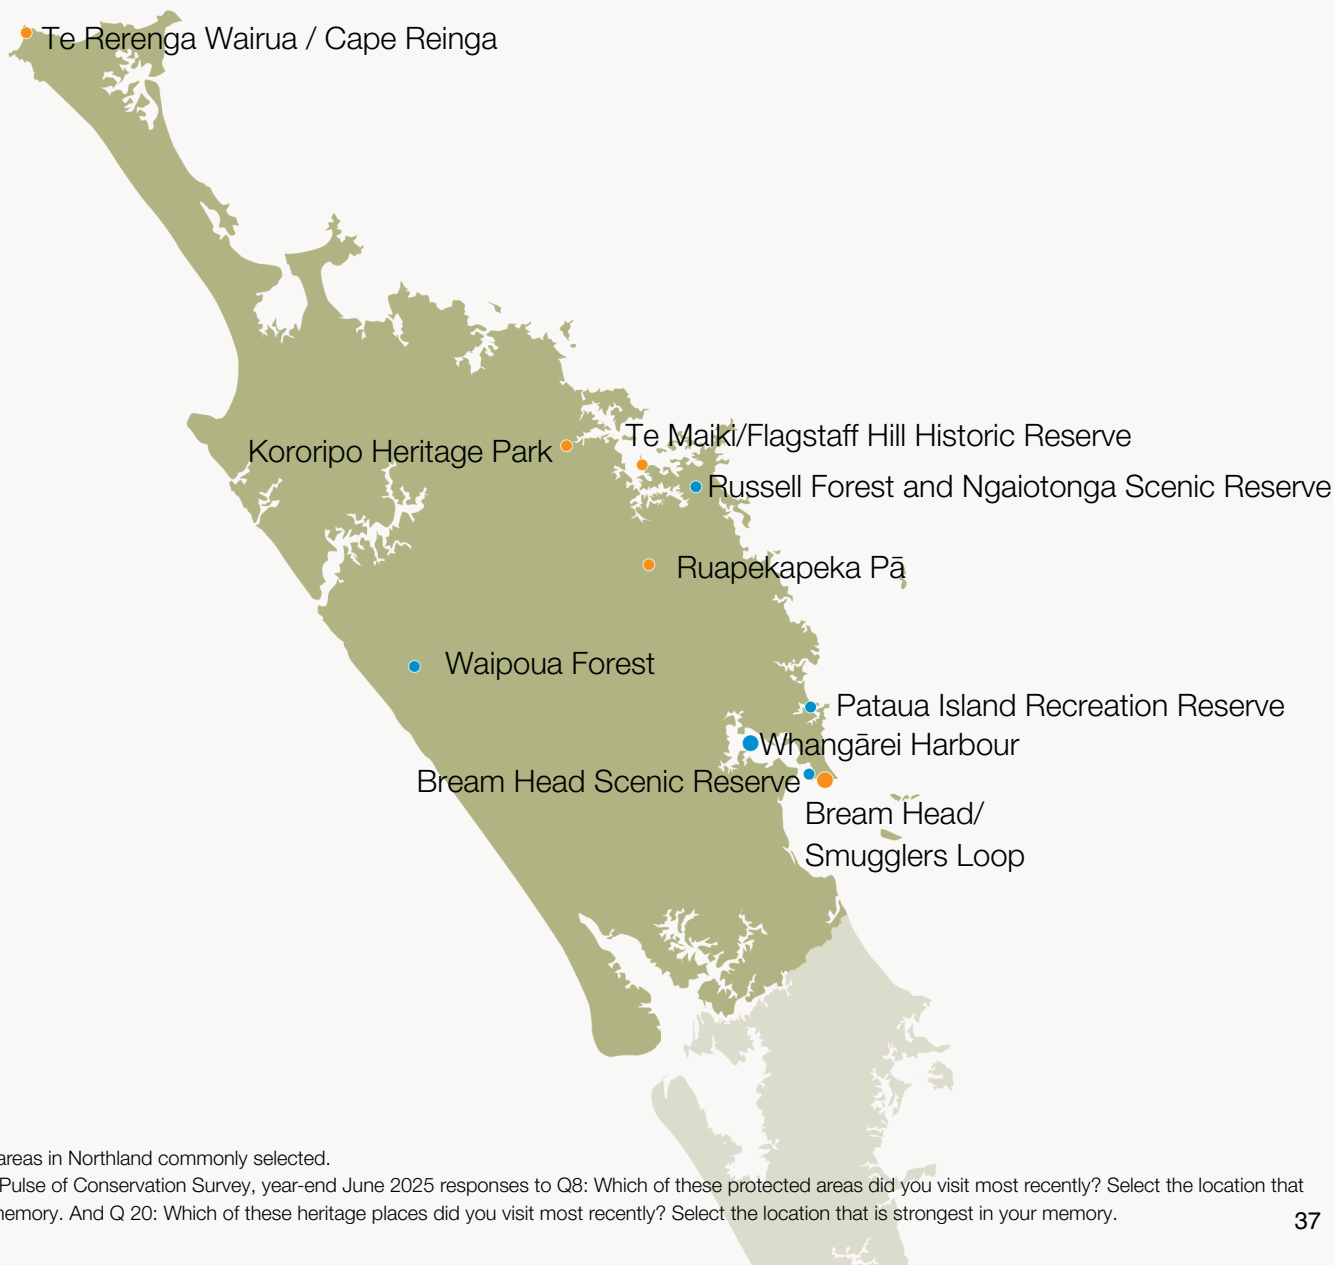 Te Rerenga Wairua / Cape Reinga
Te Maiki/Flagstaff Hill Historic Reserve
Kororipo Heritage Park
Russell Forest and Ngaiotonga Scenic Reserve
Ruapekapeka Pā
Waipoua Forest
Pataua Island Recreation Reserve
Whangārei Harbour
Bream Head Scenic Reserve
Bream Head/
Smugglers Loop
areas in Northland commonly selected.
Pulse of Conservation Survey, year-end June 2025 responses to Q8: Which of these protected areas did you visit most recently? Select the location that
memory. And Q 20: Which of these heritage places did you visit most recently? Select the location that is strongest in your memory.
37